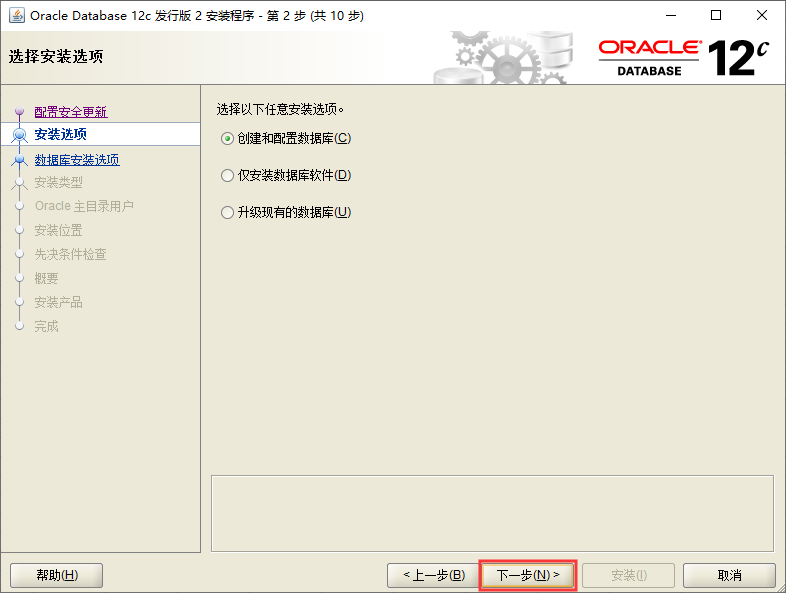 Oracle Database 12c 发行版 2 安装程序 - 第 2 步 (共 10 步)
选择安装选项
ORACLE®
DATABASE
12c
配置安全更新
安装选项
数据库安装选项
安装类型
Oracle 主目录用户
安装位置
先决条件检查
概要
安装产品
完成
选择以下任意安装选项。
创建和配置数据库(C)
仅安装数据库软件(D)
升级现有的数据库(U)
帮助(H)
< 上一步(B)
下一步(N) >
安装(I)
取消